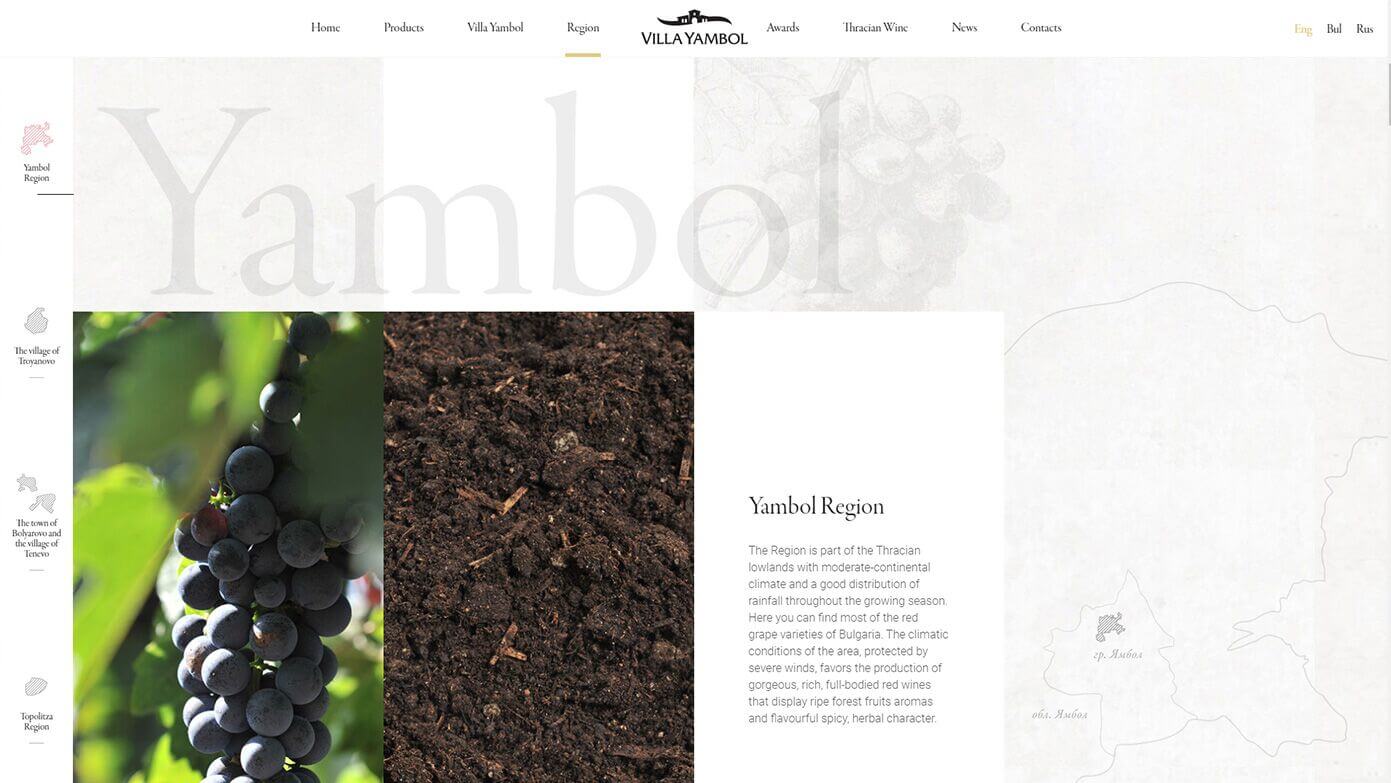 Home Products Villa Yambol Region VILLA YAMBOL Awards Thracian Wine News Contacts Eng Bul Rus
Yambol
Region
The village of
Troyanovo
The town of
Bolyarovo and
the village of
Tenevo
Topolitza
Region
Yambol
Yambol Region
The Region is part of the Thracian
lowlands with moderate-continental
climate and a good distribution of
rainfall throughout the growing season.
Here you can find most of the red
grape varieties of Bulgaria. The climatic
conditions of the area, protected by
severe winds, favors the production of
gorgeous, rich, full-bodied red wines
that display ripe forest fruits aromas
and flavourful spicy, herbal character.
гр. Ямбол
обл. Ямбол